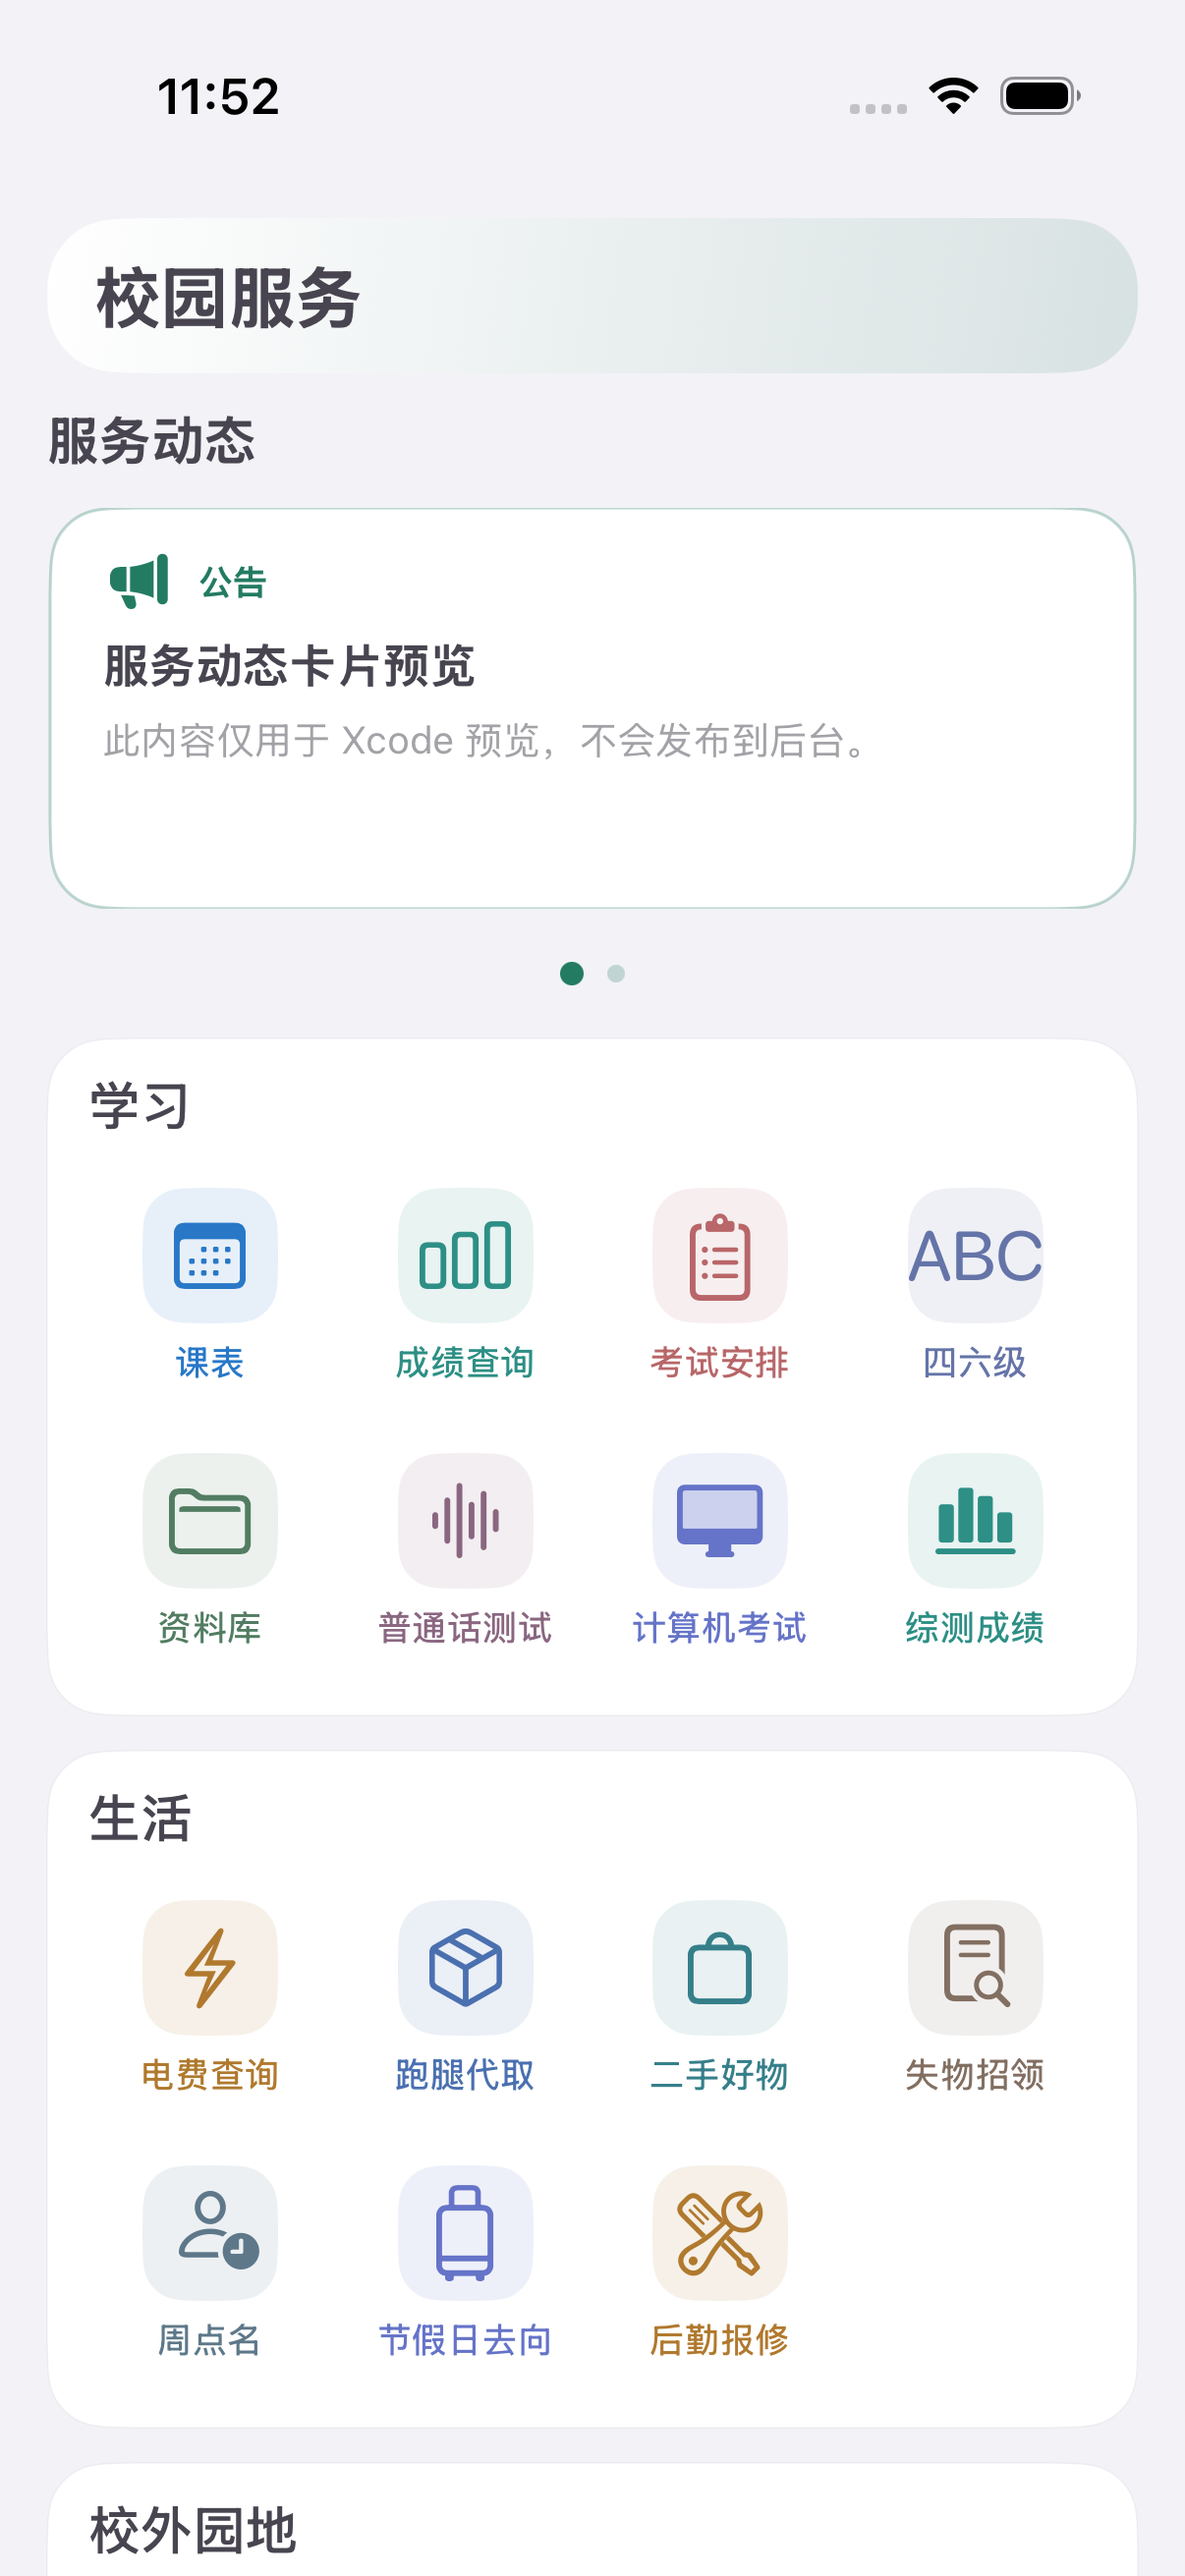 11:52
校园服务
服务动态
公告
服务动态卡片预览
此内容仅用于 Xcode 预览，不会发布到后台。
学习
ABC
课表 成绩查询 考试安排 四六级
资料库 普通话测试 计算机考试 综测成绩
生活
电费查询 跑腿代取 二手好物 失物招领
周点名 节假日去向 后勤报修
校外园地